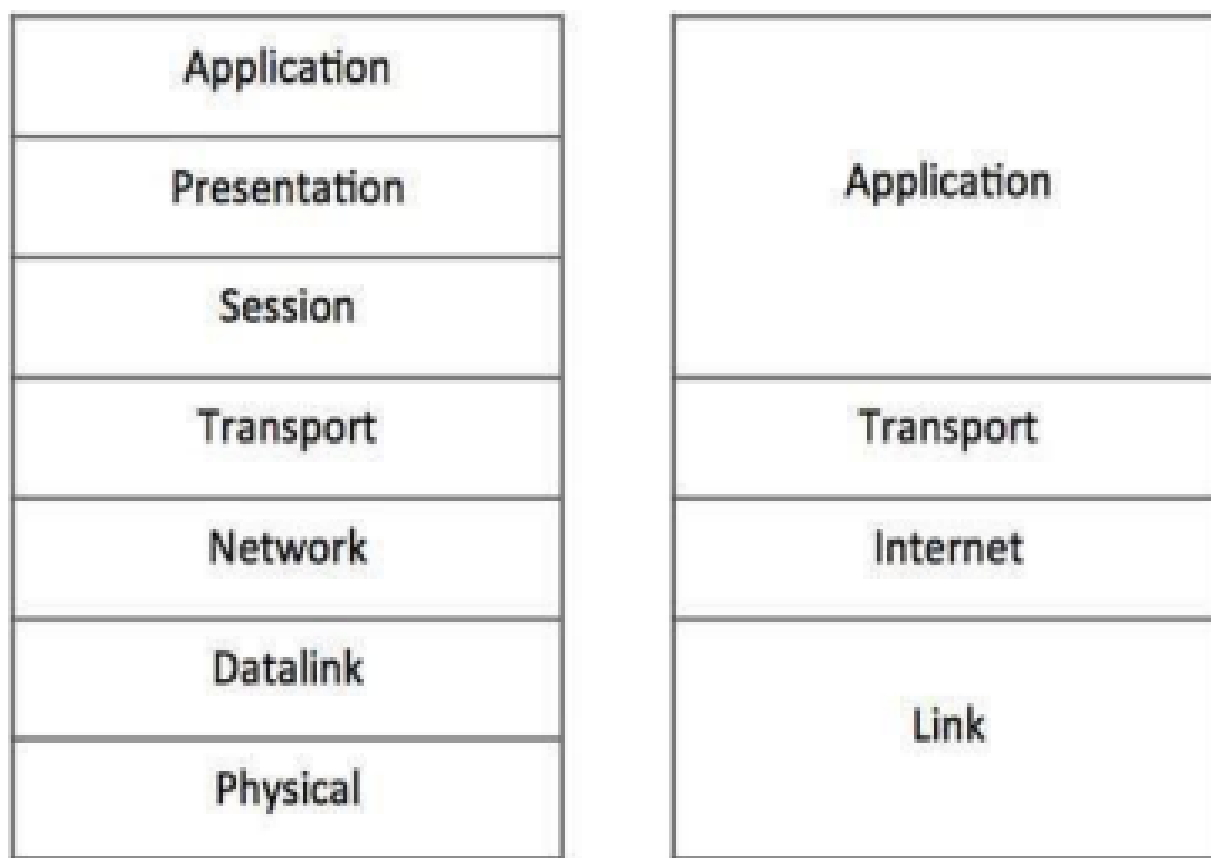 Application
Presentation
Session
Transport
Network
Datalink
Physical
Application
Transport
Internet
Link